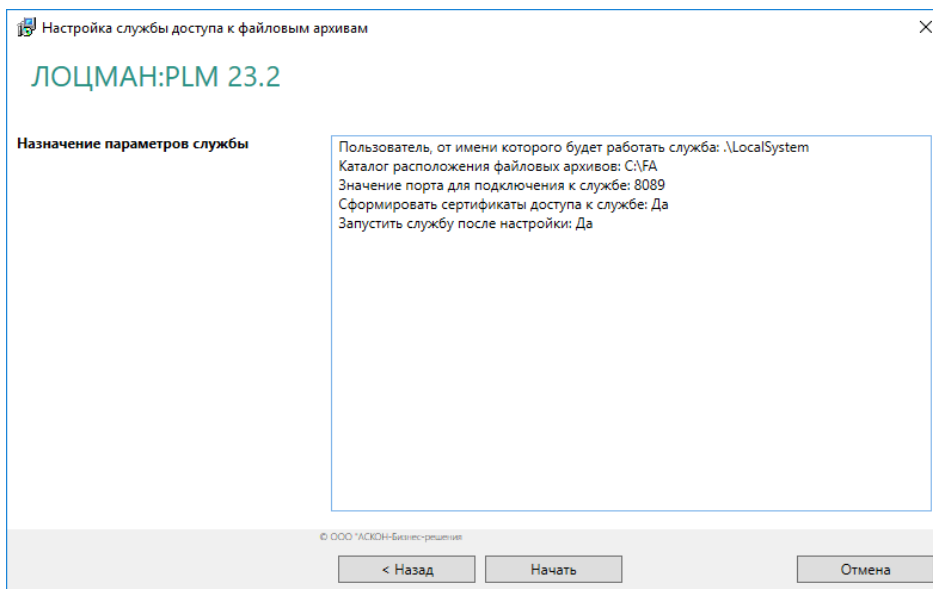 Настройка службы доступа к файловым архивам
ЛОЦМАН:PLM 23.2
Назначение параметров службы
Пользователь, от имени которого будет работать служба: .\LocalSystem
Каталог расположения файловых архивов: C:\FA
Значение порта для подключения к службе: 8089
Сформировать сертификаты доступа к службе: Да
Запустить службу после настройки: Да
© ООО "АСКОН-Бизнес-решения
< Назад
Начать
Отмена